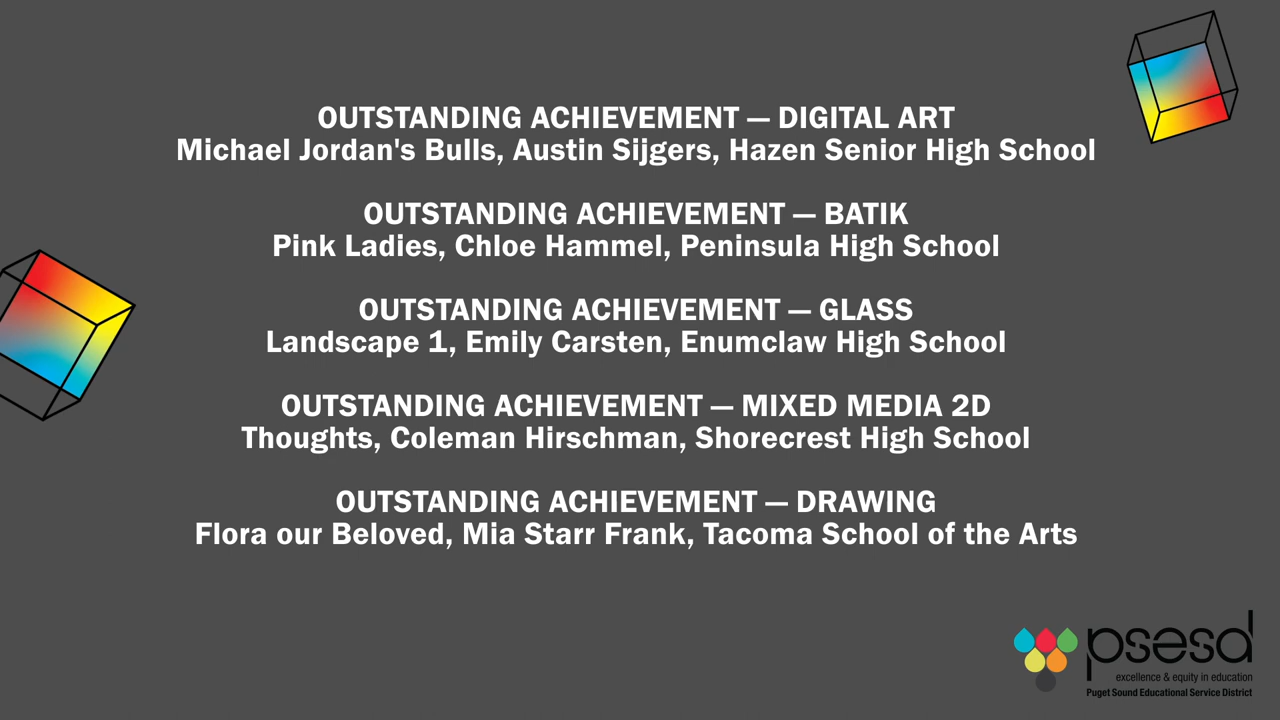 OUTSTANDING ACHIEVEMENT — DIGITAL ART
Michael Jordan's Bulls, Austin Sijgers, Hazen Senior High School
OUTSTANDING ACHIEVEMENT — BATIK
Pink Ladies, Chloe Hammel, Peninsula High School
OUTSTANDING ACHIEVEMENT — GLASS
Landscape 1, Emily Carsten, Enumclaw High School
OUTSTANDING ACHIEVEMENT — MIXED MEDIA 2D
Thoughts, Coleman Hirschman, Shorecrest High School
OUTSTANDING ACHIEVEMENT — DRAWING
Flora our Beloved, Mia Starr Frank, Tacoma School of the Arts
psesd
excellence & equity in education
Puget Sound Educational Service District